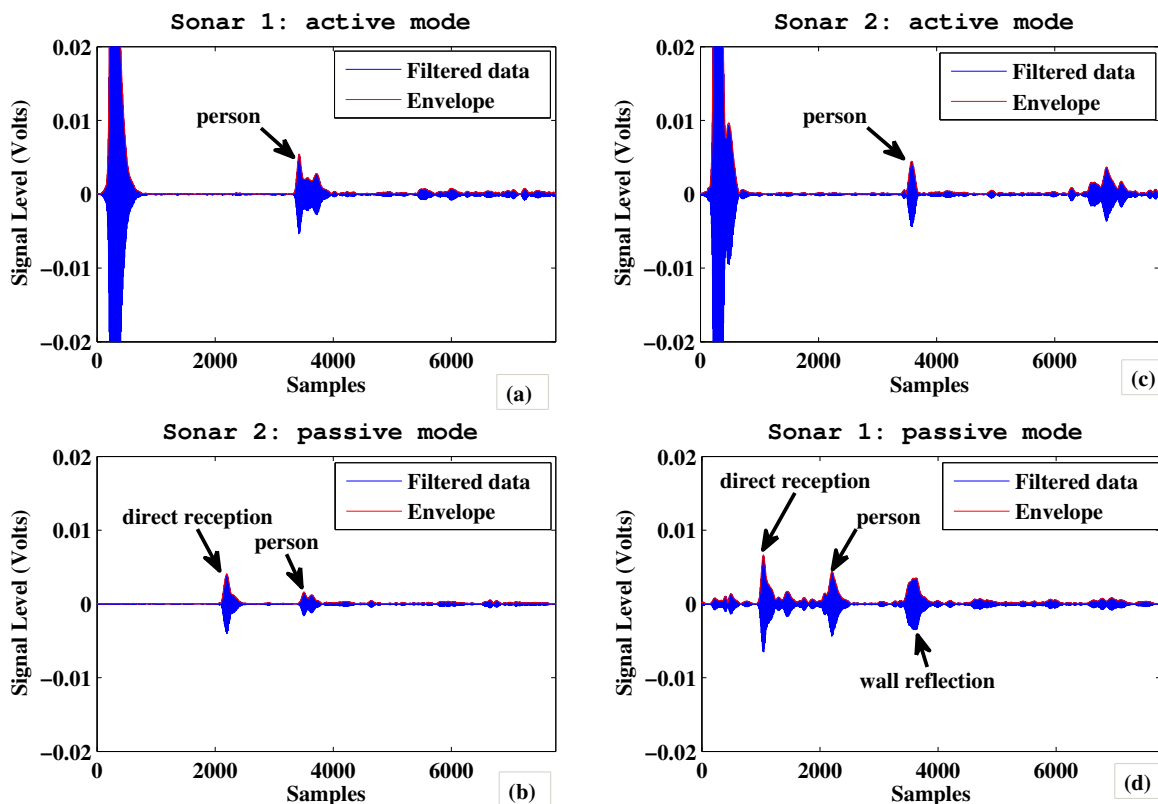 Sonar 1: active mode
0.02
0.01
0
−0.01
−0.02
Signal Level (Volts)
Filtered data
Envelope
person
0 2000 4000 6000
Samples
(a)
Sonar 2: active mode
0.02
0.01
0
−0.01
−0.02
Signal Level (Volts)
Filtered data
Envelope
person
0 2000 4000 6000
Samples
(c)
Sonar 2: passive mode
0.02
0.01
0
−0.01
−0.02
Signal Level (Volts)
Filtered data
Envelope
direct reception
person
0 2000 4000 6000
Samples
(b)
Sonar 1: passive mode
0.02
0.01
0
−0.01
−0.02
Signal Level (Volts)
Filtered data
Envelope
direct reception
person
wall reflection
0 2000 4000 6000
Samples
(d)